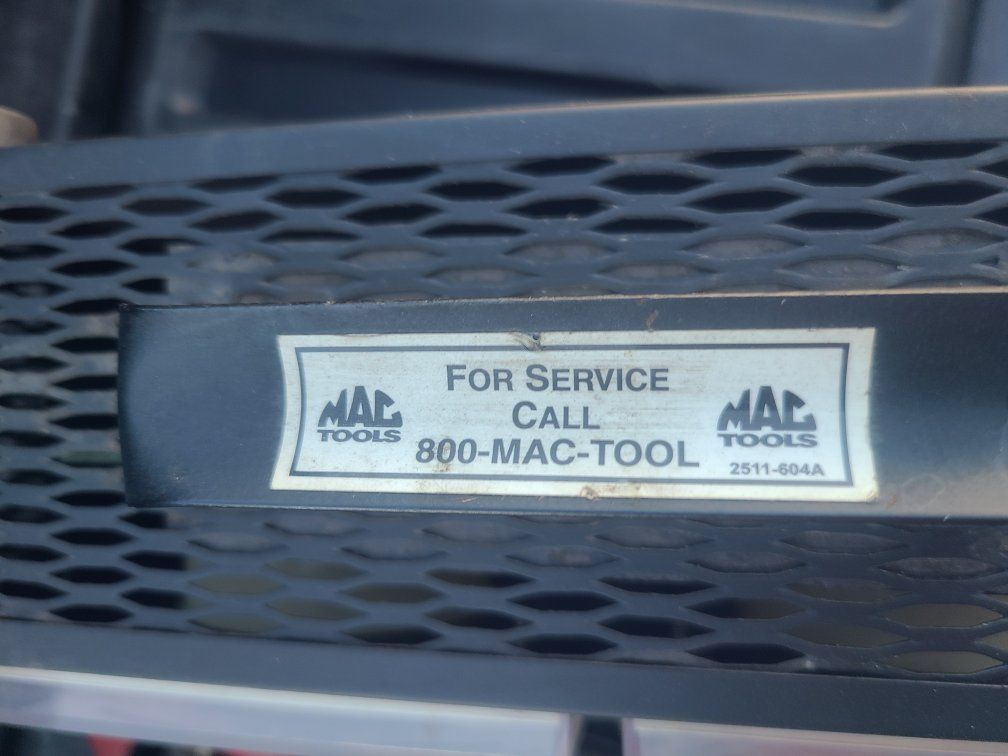 FOR SERVICE
CALL
800-MAC-TOOL
MAC
TOOLS
MAC
TOOLS
2511-604A